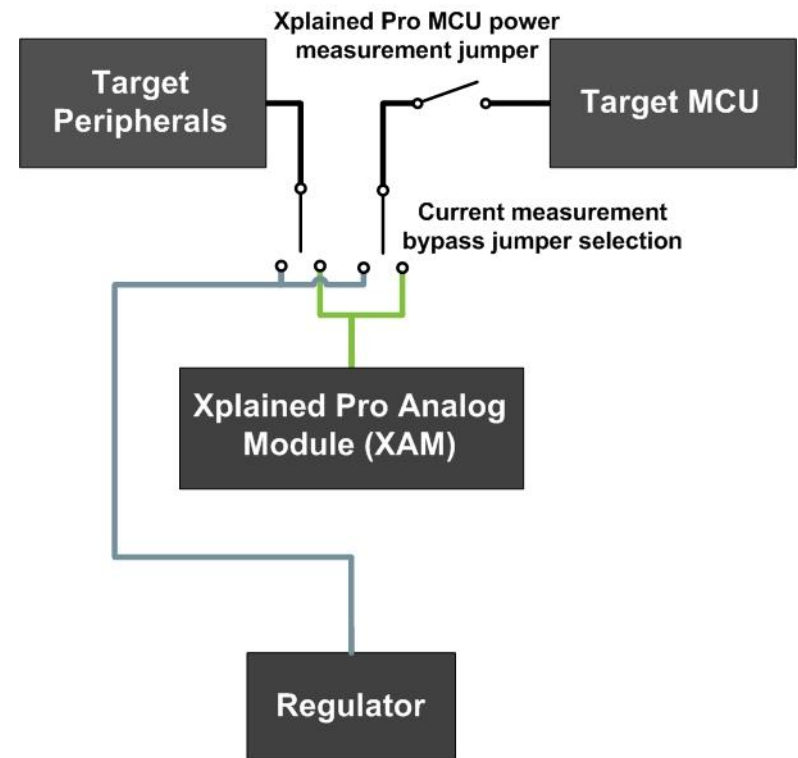 Xplained Pro MCU power
measurement jumper
Target
Peripherals
Target MCU
Current measurement
bypass jumper selection
Xplained Pro Analog
Module (XAM)
Regulator